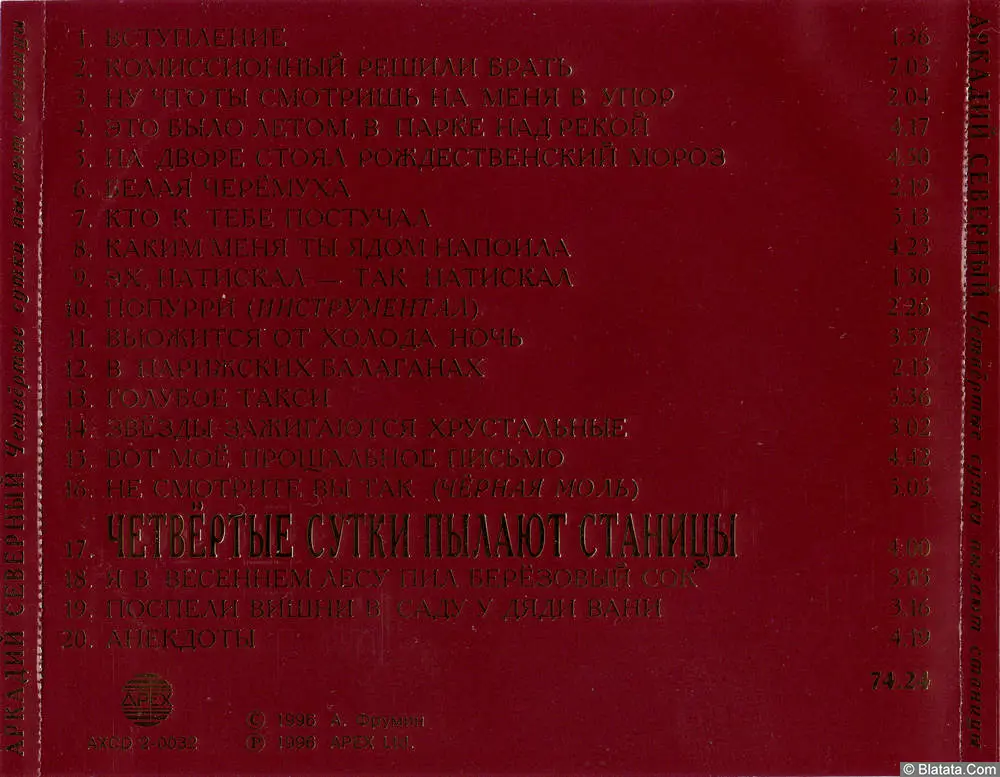 АРКАДИЙ СЕВЕРНЫЙ Четвёртые сутки пылают станицы
1. ВСТУПЛЕНИЕ 1.36
2. КОМИССИОННЫЙ РЕШИЛИ БРАТЬ 7.03
3. НУ ЧТО ТЫ СМОТРИШЬ НА МЕНЯ В УПОР 2.04
4. ЭТО БЫЛО ЛЕТОМ, В ПАРКЕ НАД РЕКОЙ 4.17
5. НА ДВОРЕ СТОЯЛ РОЖДЕСТВЕНСКИЙ МОРОЗ 4.30
6. БЕЛАЯ ЧЕРЁМУХА 2.19
7. КТО К ТЕБЕ ПОСТУЧАЛ 5.13
8. КАКИМ МЕНЯ ТЫ ЯДОМ НАПОИЛА 4.23
9. ЭХ, НАТИСКАЛ — ТАК НАТИСКАЛ 1.30
10. ПОПУРРИ (ИНСТРУМЕНТАЛ) 2.26
11. ВЬЮЖИТСЯ ОТ ХОЛОДА НОЧЬ 3.57
12. В ПАРИЖСКИХ БАЛАГАНАХ 2.15
13. ГОЛУБОЕ ТАКСИ 3.36
14. ЗВЁЗДЫ ЗАЖИГАЮТСЯ ХРУСТАЛЬНЫЕ 3.02
15. ВОТ МОЁ ПРОЩАЛЬНОЕ ПИСЬМО 4.42
16. НЕ СМОТРИТЕ ВЫ ТАК (ЧЁРНАЯ МОЛЬ) 5.05
17. ЧЕТВЁРТЫЕ СУТКИ ПЫЛАЮТ СТАНИЦЫ 4.00
18. Я В ВЕСЕННЕМ ЛЕСУ ПИЛ БЕРЁЗОВЫЙ СОК
19. ПОСПЕЛИ ВИШНИ В САДУ У ДЯДИ ВАНИ 3.16
20. АНЕКДОТЫ 4.19
74.24
APEX
AXCD 2-0032
© 1996 А. Фрумин
Ⓟ 1996 APEX Ltd.
АРКАДИЙ СЕВЕРНЫЙ Четвёртые сутки пылают станицы
© Blatata.Com